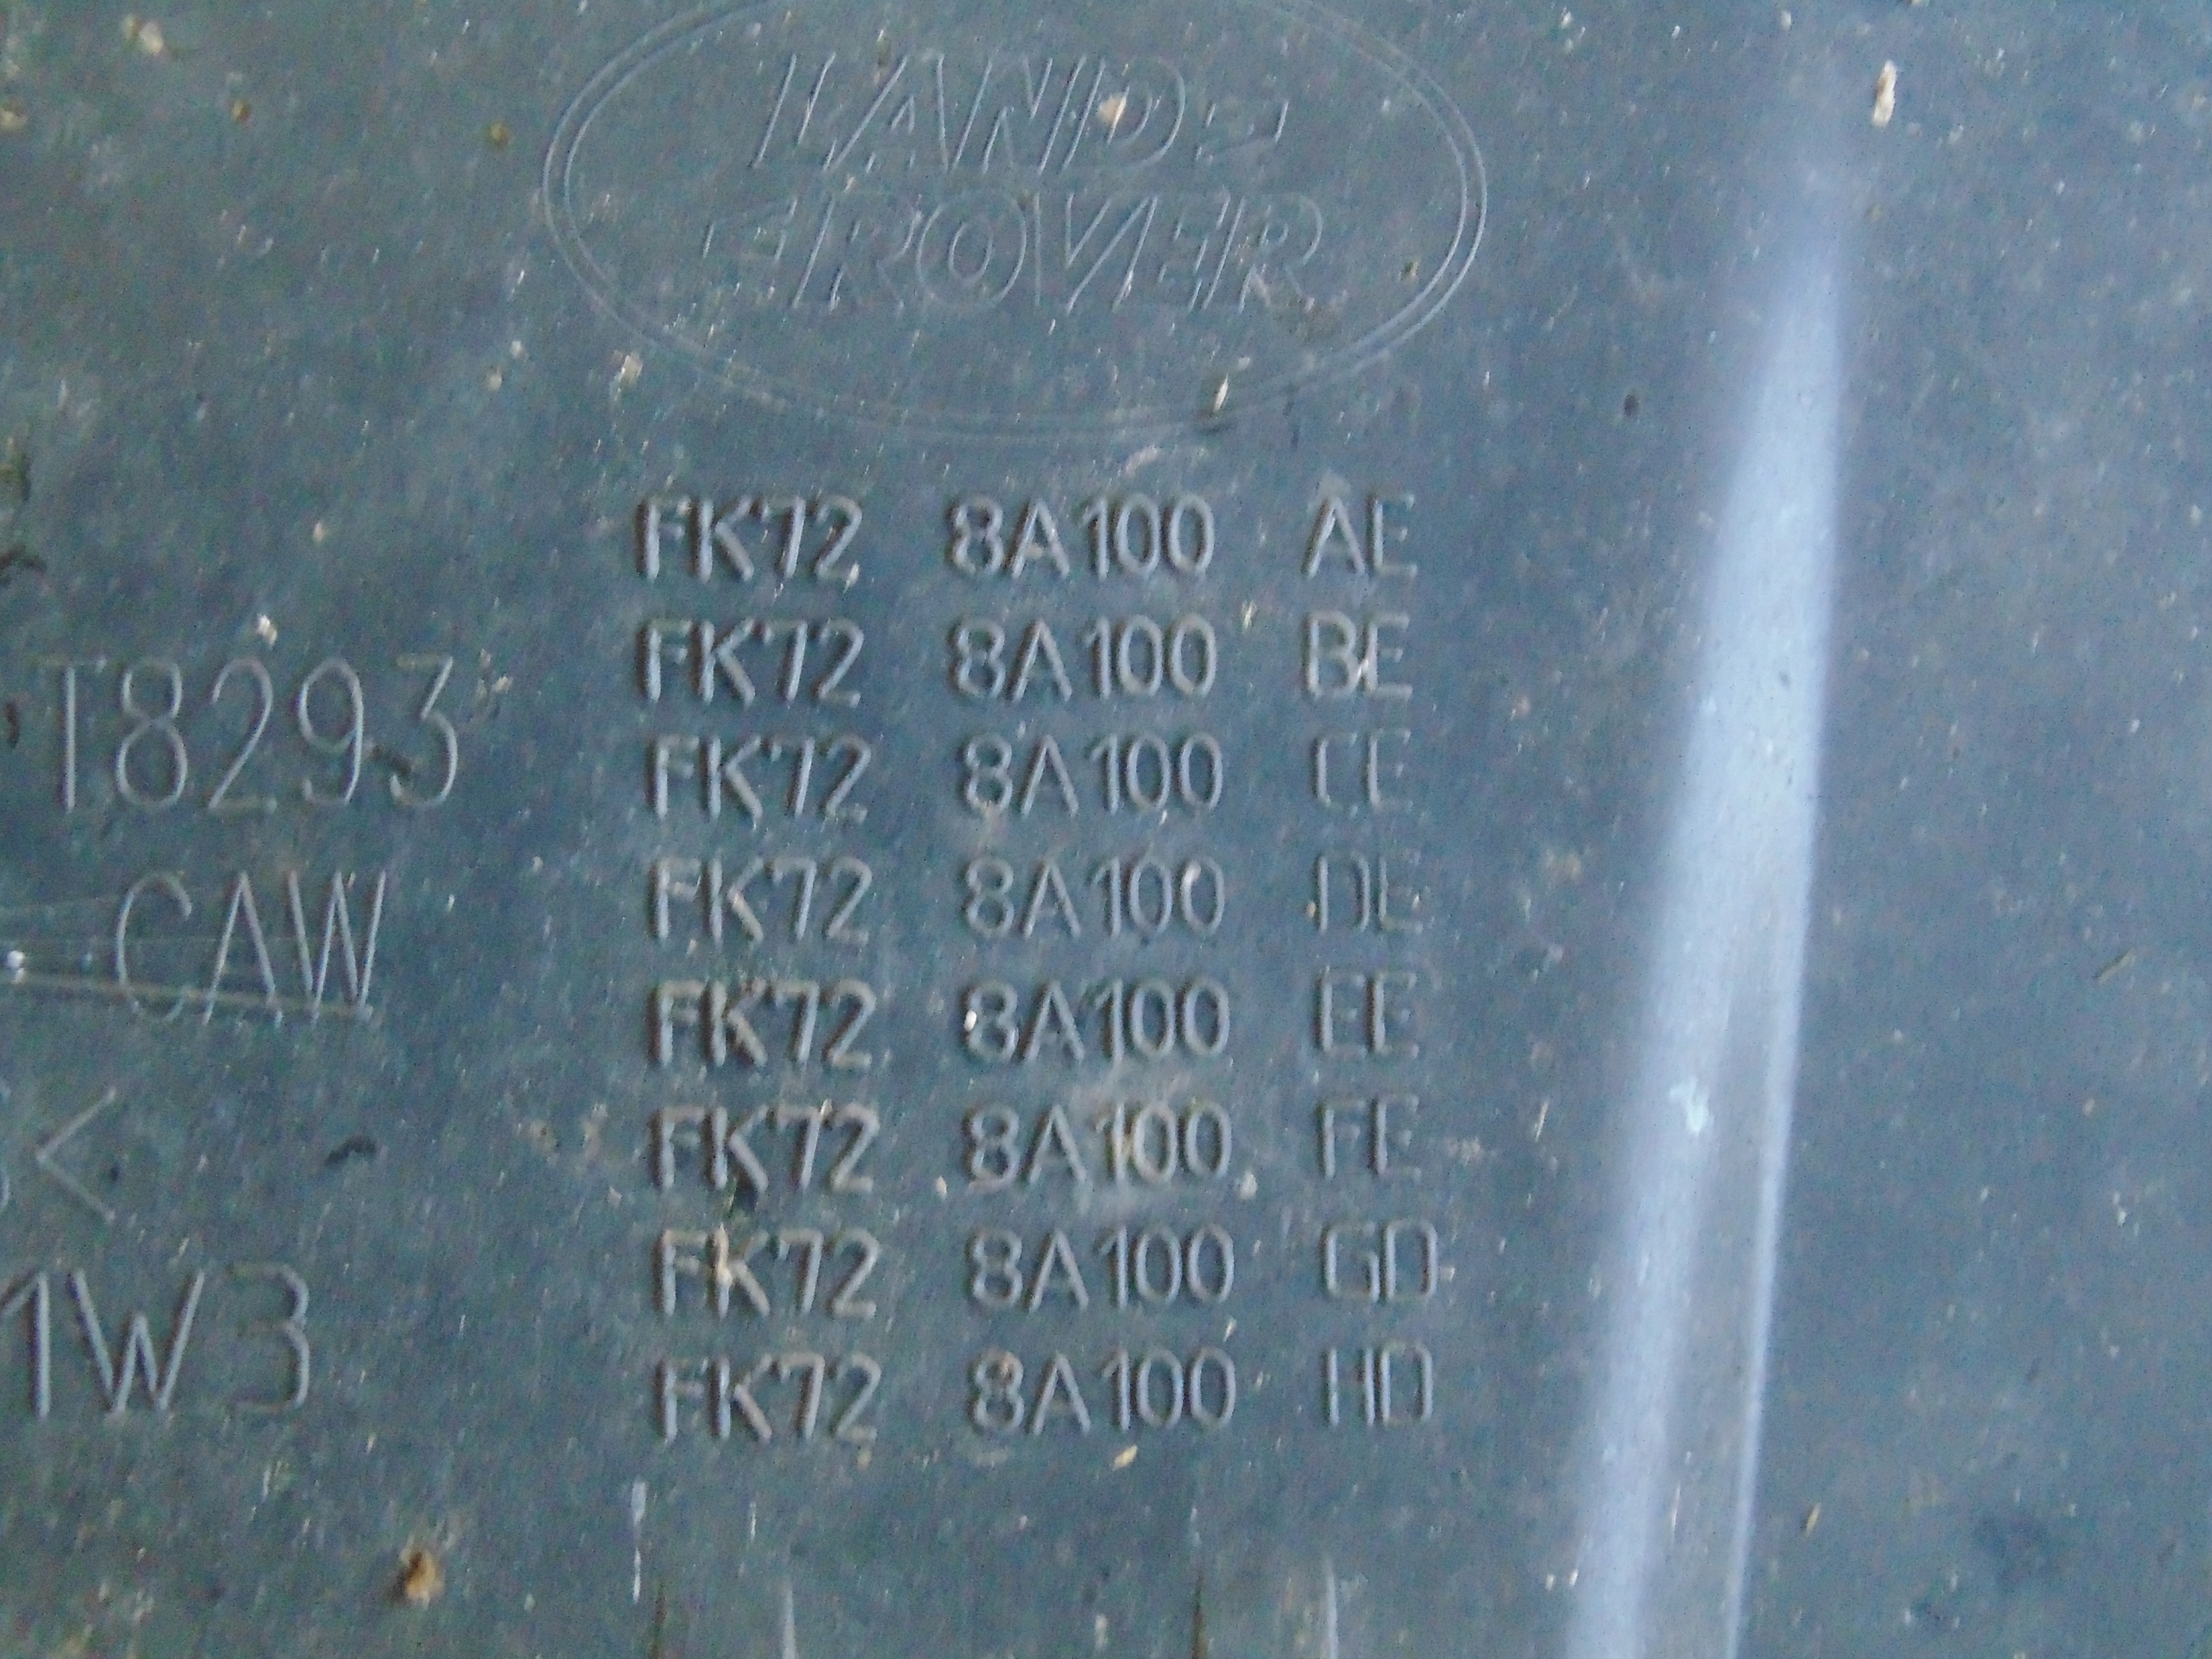 LAND
ROVER
FK72 8A100 AE
FK72 8A100 BE
T8293
FK72 8A100 CE
FK72 8A100 DE
CAW
FK72 8A100 EE
<
FK72 8A100 FE
FK72 8A100 GD
1W3
FK72 8A100 HD